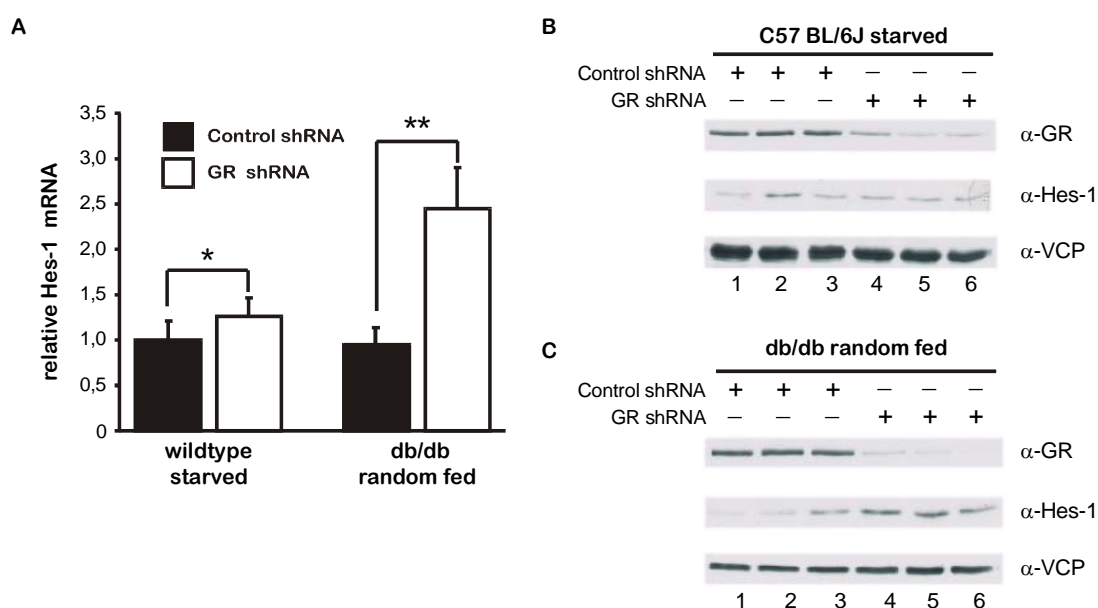 A
relative Hes-1 mRNA
3,5
3,0
2,5
2,0
1,5
1,0
0,5
0
Control shRNA
GR shRNA
*
**
wildtype
starved
db/db
random fed
B
C57 BL/6J starved
Control shRNA + + + – – –
GR shRNA – – – + + +
α-GR
α-Hes-1
α-VCP
1 2 3 4 5 6
C
db/db random fed
Control shRNA + + + – – –
GR shRNA – – – + + +
α-GR
α-Hes-1
α-VCP
1 2 3 4 5 6